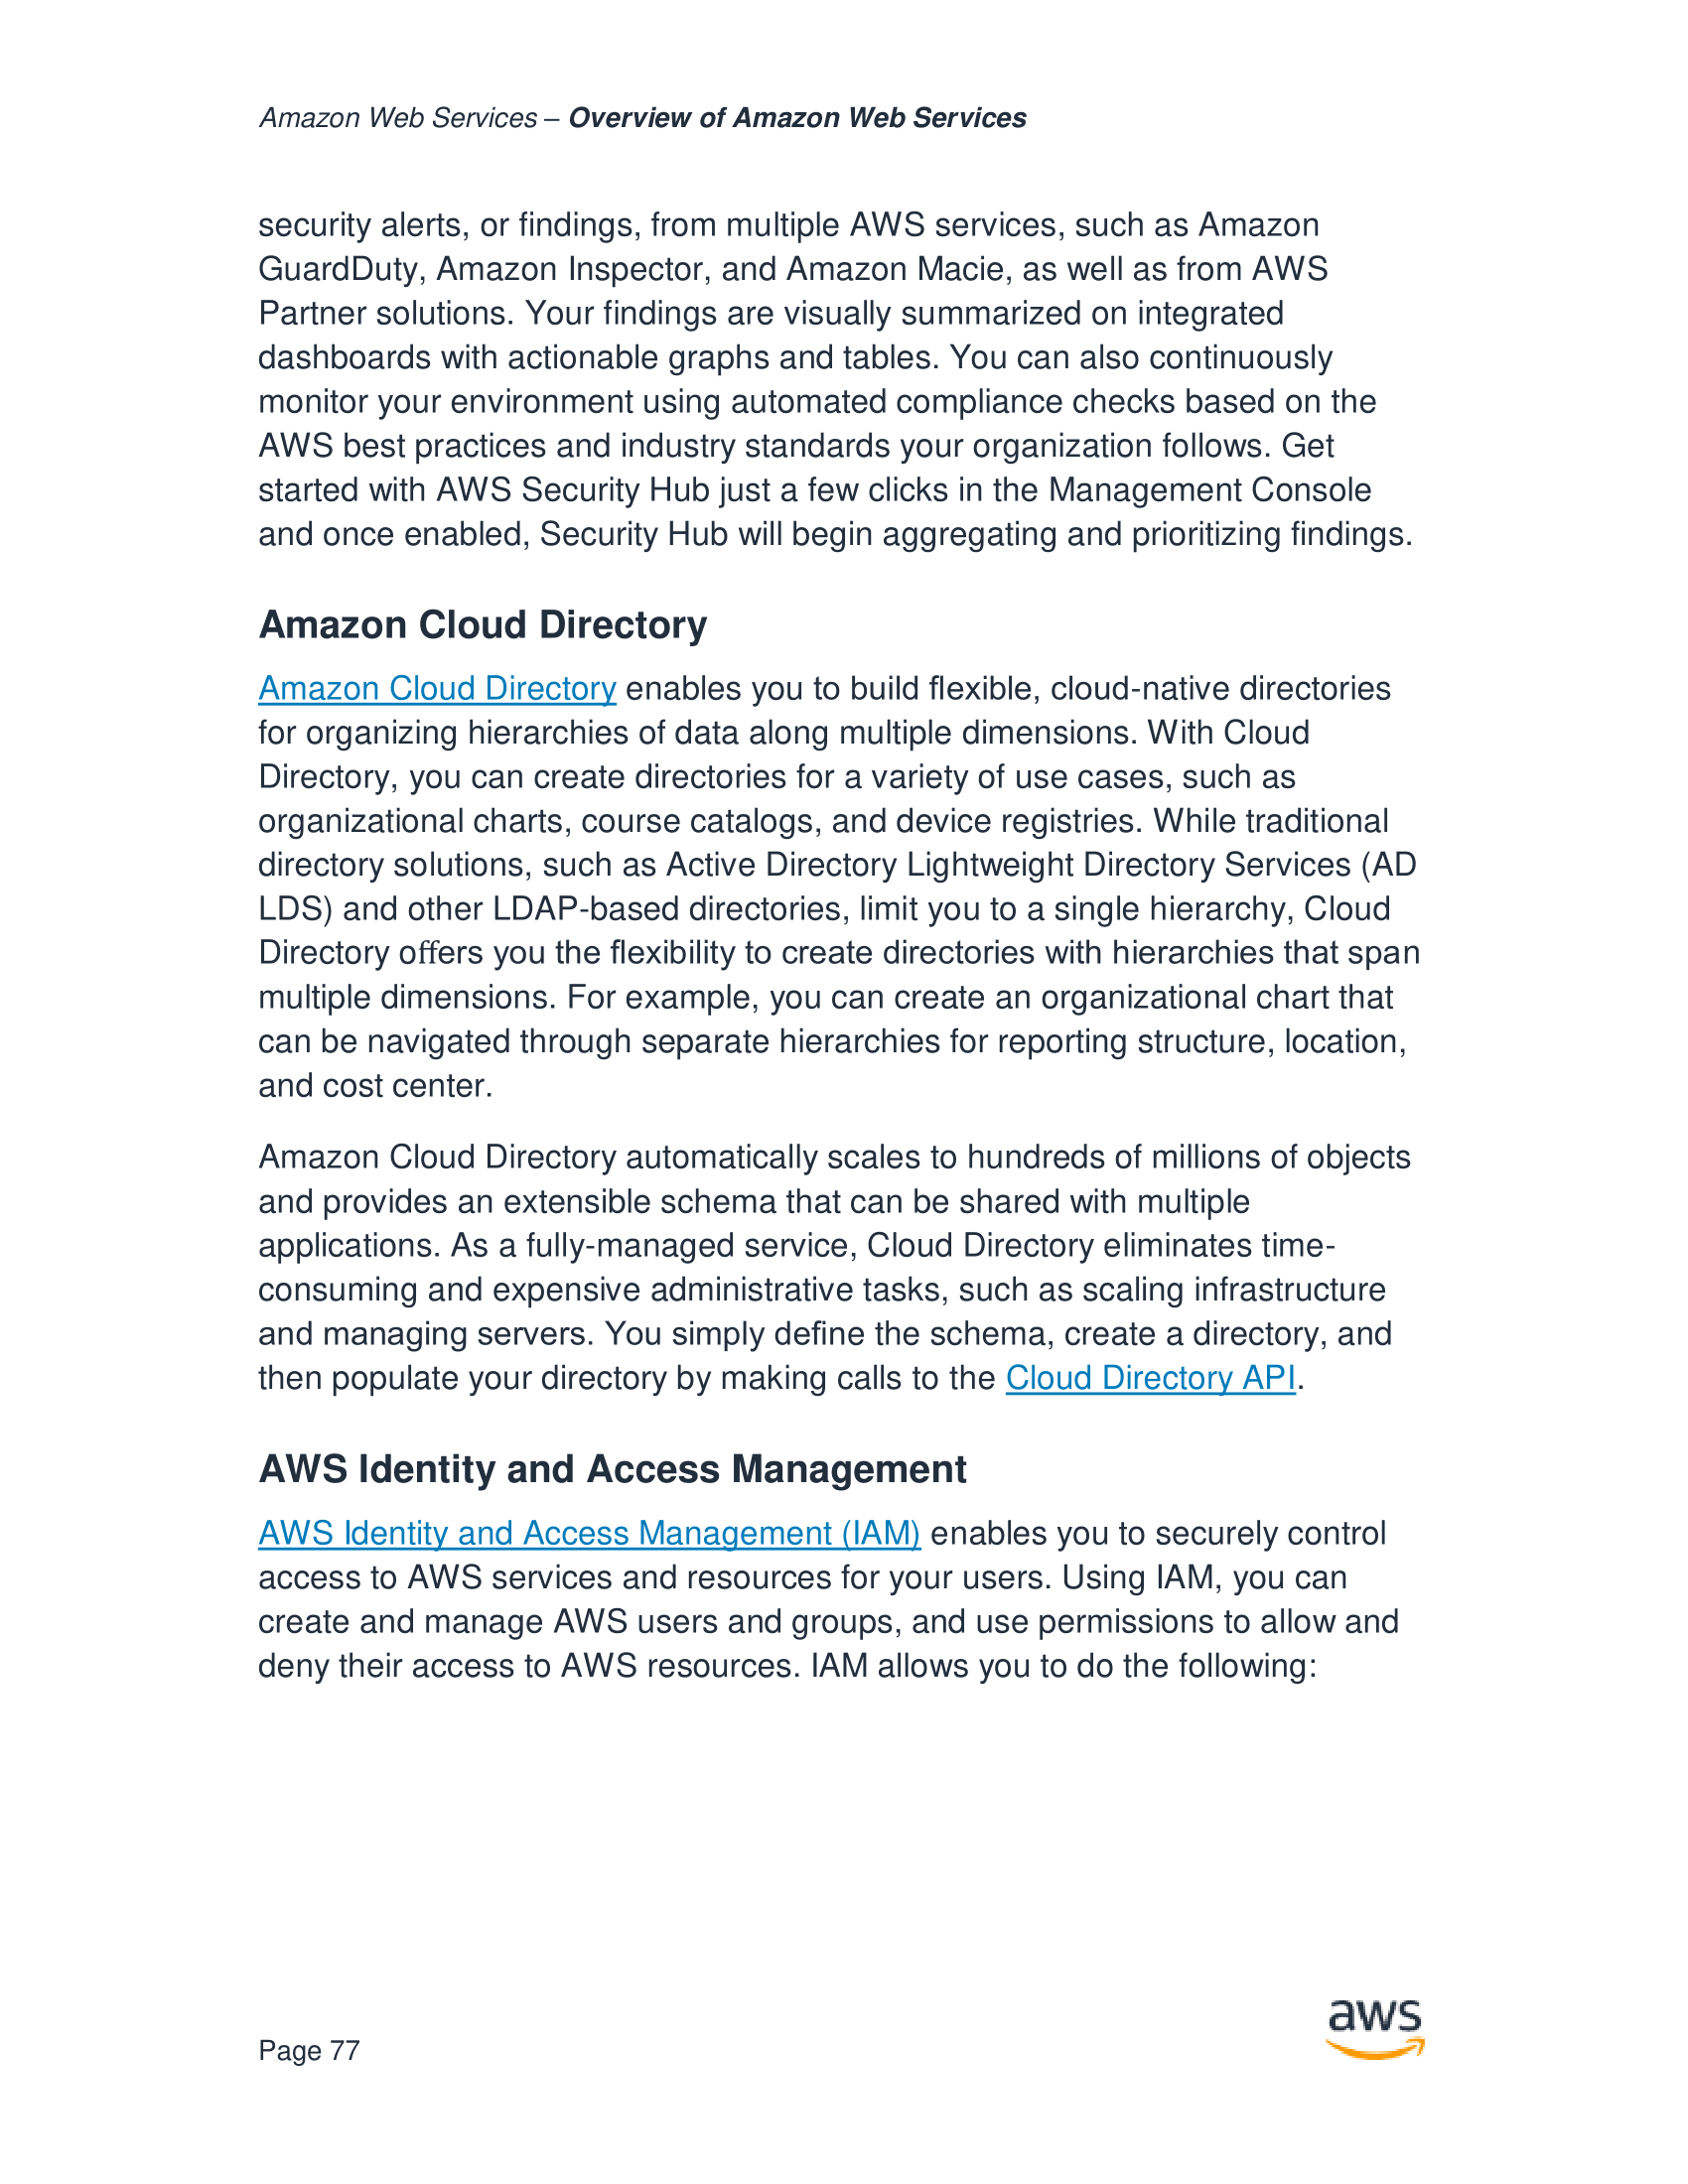 Amazon Web Services – Overview of Amazon Web Services
security alerts, or findings, from multiple AWS services, such as Amazon
GuardDuty, Amazon Inspector, and Amazon Macie, as well as from AWS
Partner solutions. Your findings are visually summarized on integrated
dashboards with actionable graphs and tables. You can also continuously
monitor your environment using automated compliance checks based on the
AWS best practices and industry standards your organization follows. Get
started with AWS Security Hub just a few clicks in the Management Console
and once enabled, Security Hub will begin aggregating and prioritizing findings.
Amazon Cloud Directory
Amazon Cloud Directory enables you to build flexible, cloud-native directories
for organizing hierarchies of data along multiple dimensions. With Cloud
Directory, you can create directories for a variety of use cases, such as
organizational charts, course catalogs, and device registries. While traditional
directory solutions, such as Active Directory Lightweight Directory Services (AD
LDS) and other LDAP-based directories, limit you to a single hierarchy, Cloud
Directory offers you the flexibility to create directories with hierarchies that span
multiple dimensions. For example, you can create an organizational chart that
can be navigated through separate hierarchies for reporting structure, location,
and cost center.
Amazon Cloud Directory automatically scales to hundreds of millions of objects
and provides an extensible schema that can be shared with multiple
applications. As a fully-managed service, Cloud Directory eliminates time-
consuming and expensive administrative tasks, such as scaling infrastructure
and managing servers. You simply define the schema, create a directory, and
then populate your directory by making calls to the Cloud Directory API.
AWS Identity and Access Management
AWS Identity and Access Management (IAM) enables you to securely control
access to AWS services and resources for your users. Using IAM, you can
create and manage AWS users and groups, and use permissions to allow and
deny their access to AWS resources. IAM allows you to do the following:
aws
Page 77